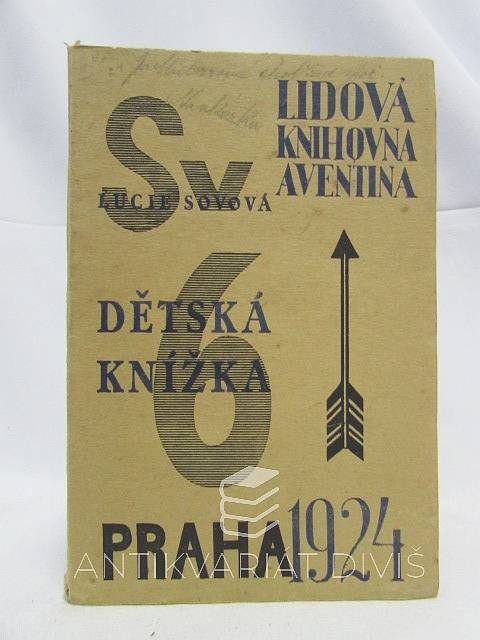 Sv
LIDOVÁ
KNIHOVNA
AVENTINA
LUCIE SOVOVÁ
6
DĚTSKÁ
KNÍŽKA
PRAHA 1924
ANTIKVARIÁT DIVIŠ